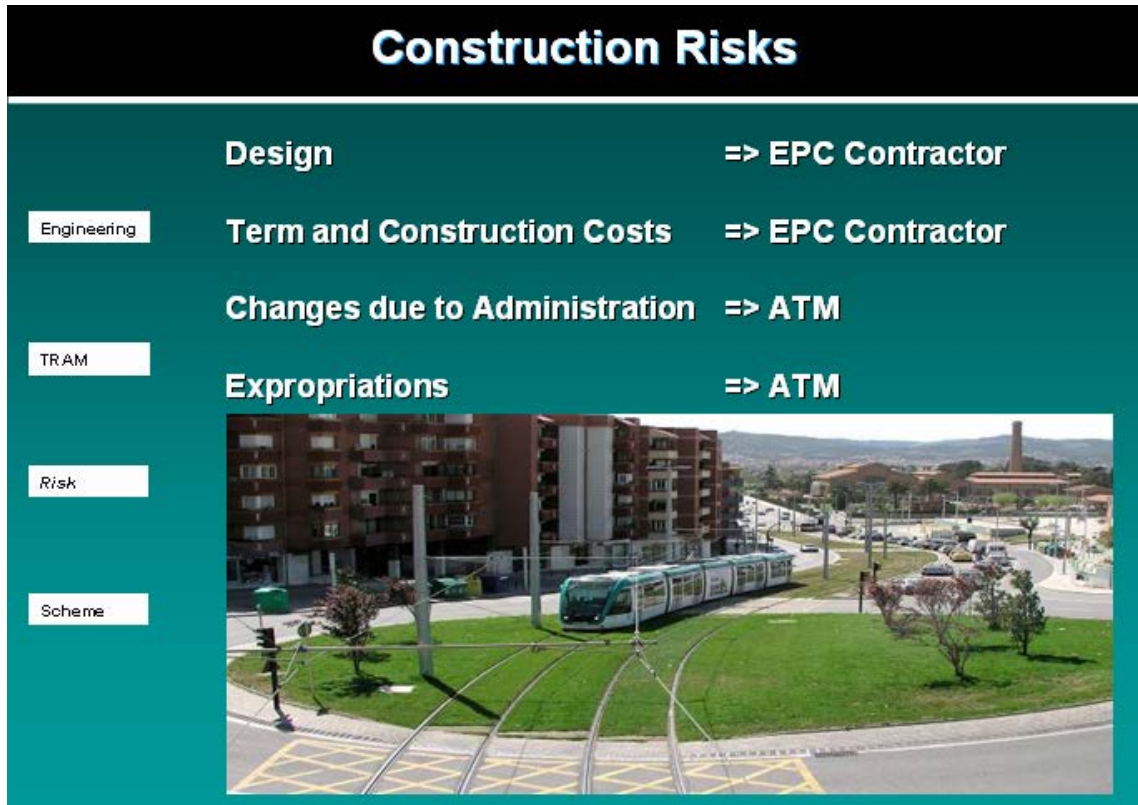 Construction Risks
Design => EPC Contractor
Engineering
Term and Construction Costs => EPC Contractor
Changes due to Administration => ATM
TRAM
Expropriations => ATM
Risk
Scheme